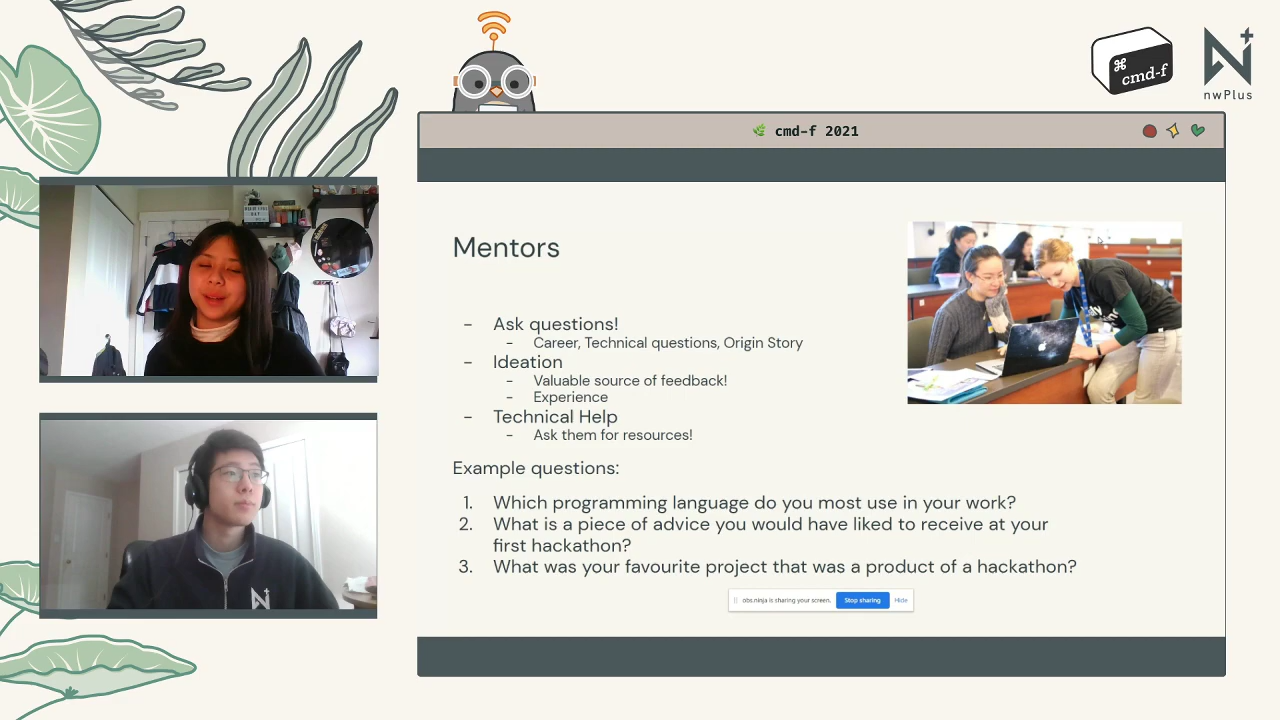 ⌘
cmd-f
nwPlus
cmd-f 2021
Mentors
- Ask questions!
- Career, Technical questions, Origin Story
- Ideation
- Valuable source of feedback!
- Experience
- Technical Help
- Ask them for resources!
Example questions:
1. Which programming language do you most use in your work?
2. What is a piece of advice you would have liked to receive at your
first hackathon?
3. What was your favourite project that was a product of a hackathon?
obs.ninja is sharing your screen. Stop sharing Hide